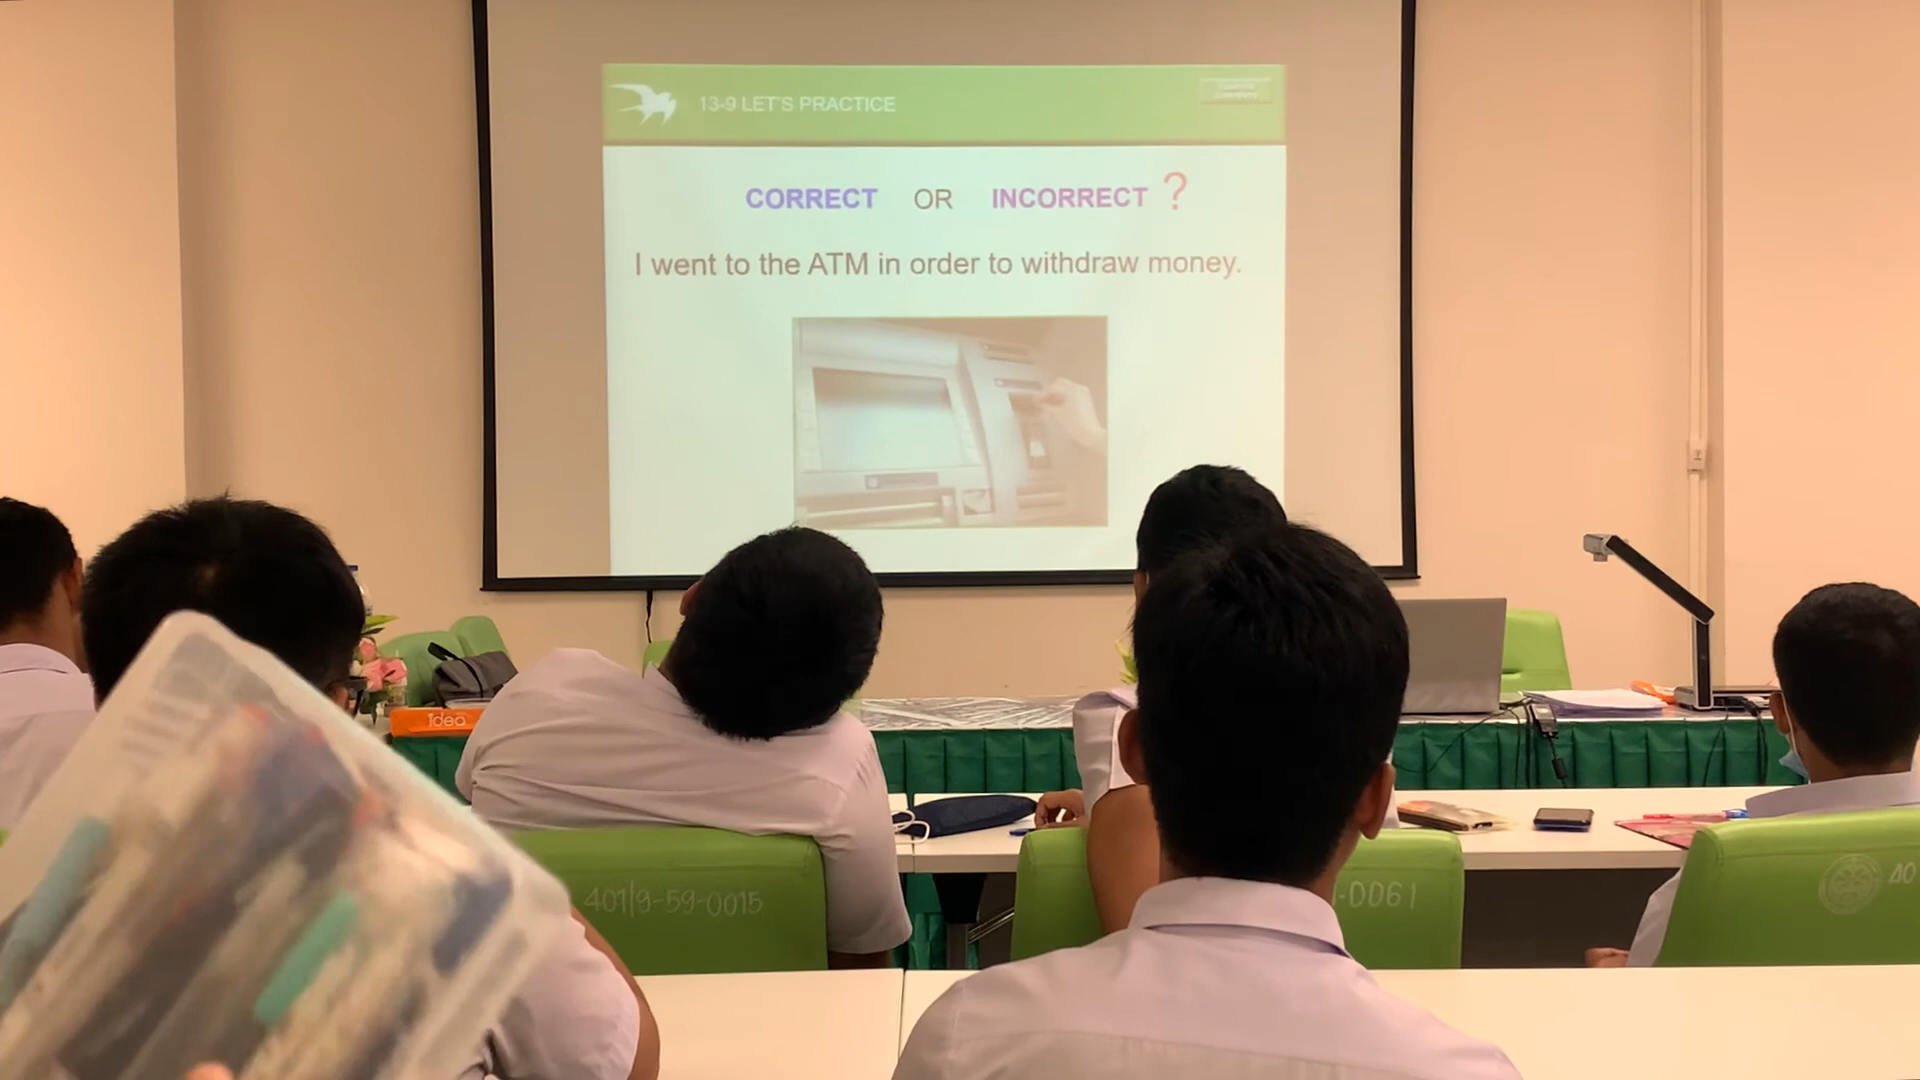 13-9 LET'S PRACTICE
CORRECT OR INCORRECT ?
I went to the ATM in order to withdraw money.
idea
401/9-59-0015
-0061
40